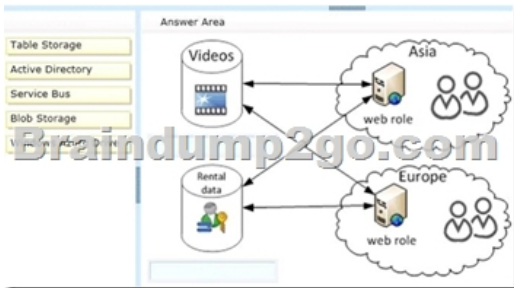 Answer Area
Table Storage
Active Directory
Service Bus
Blob Storage
Braindump2go.com
Videos
Asia
web role
Rental
data
Europe
web role